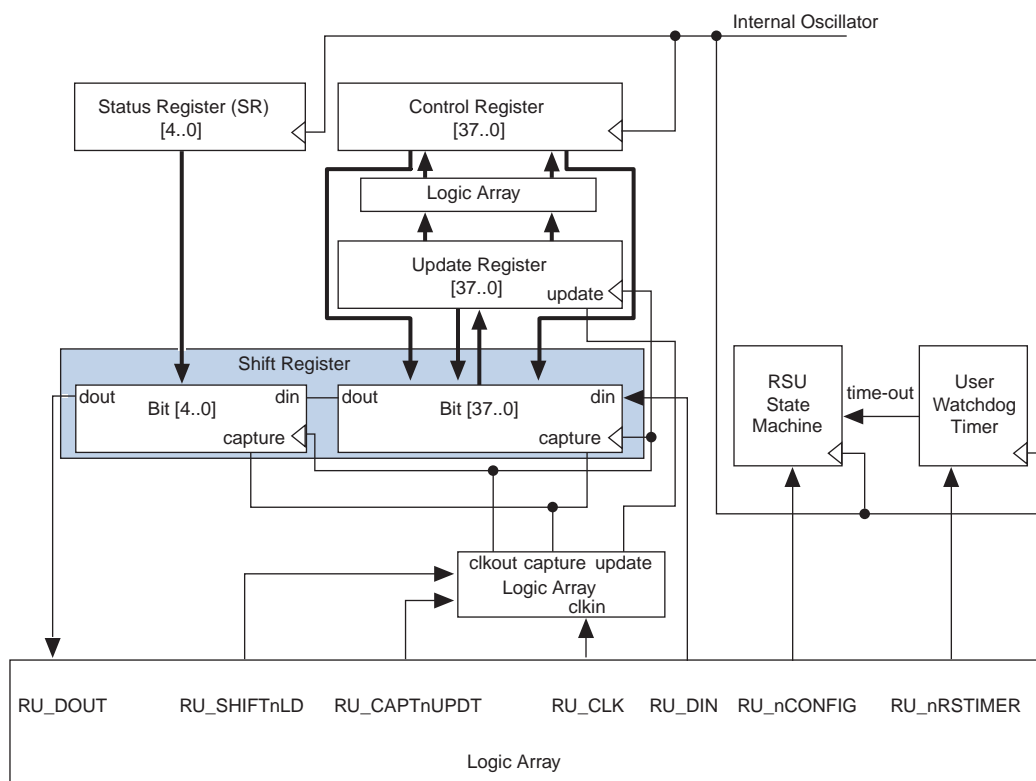 Internal Oscillator
Status Register (SR)
[4..0]
Control Register
[37..0]
Logic Array
Update Register
[37..0]
update
Shift Register
dout
Bit [4..0]
din
capture
dout
Bit [37..0]
din
capture
RSU
State
Machine
time-out
User
Watchdog
Timer
clkout capture update
Logic Array
clkin
RU_DOUT RU_SHIFTnLD RU_CAPTnUPDT RU_CLK RU_DIN RU_nCONFIG RU_nRSTIMER
Logic Array